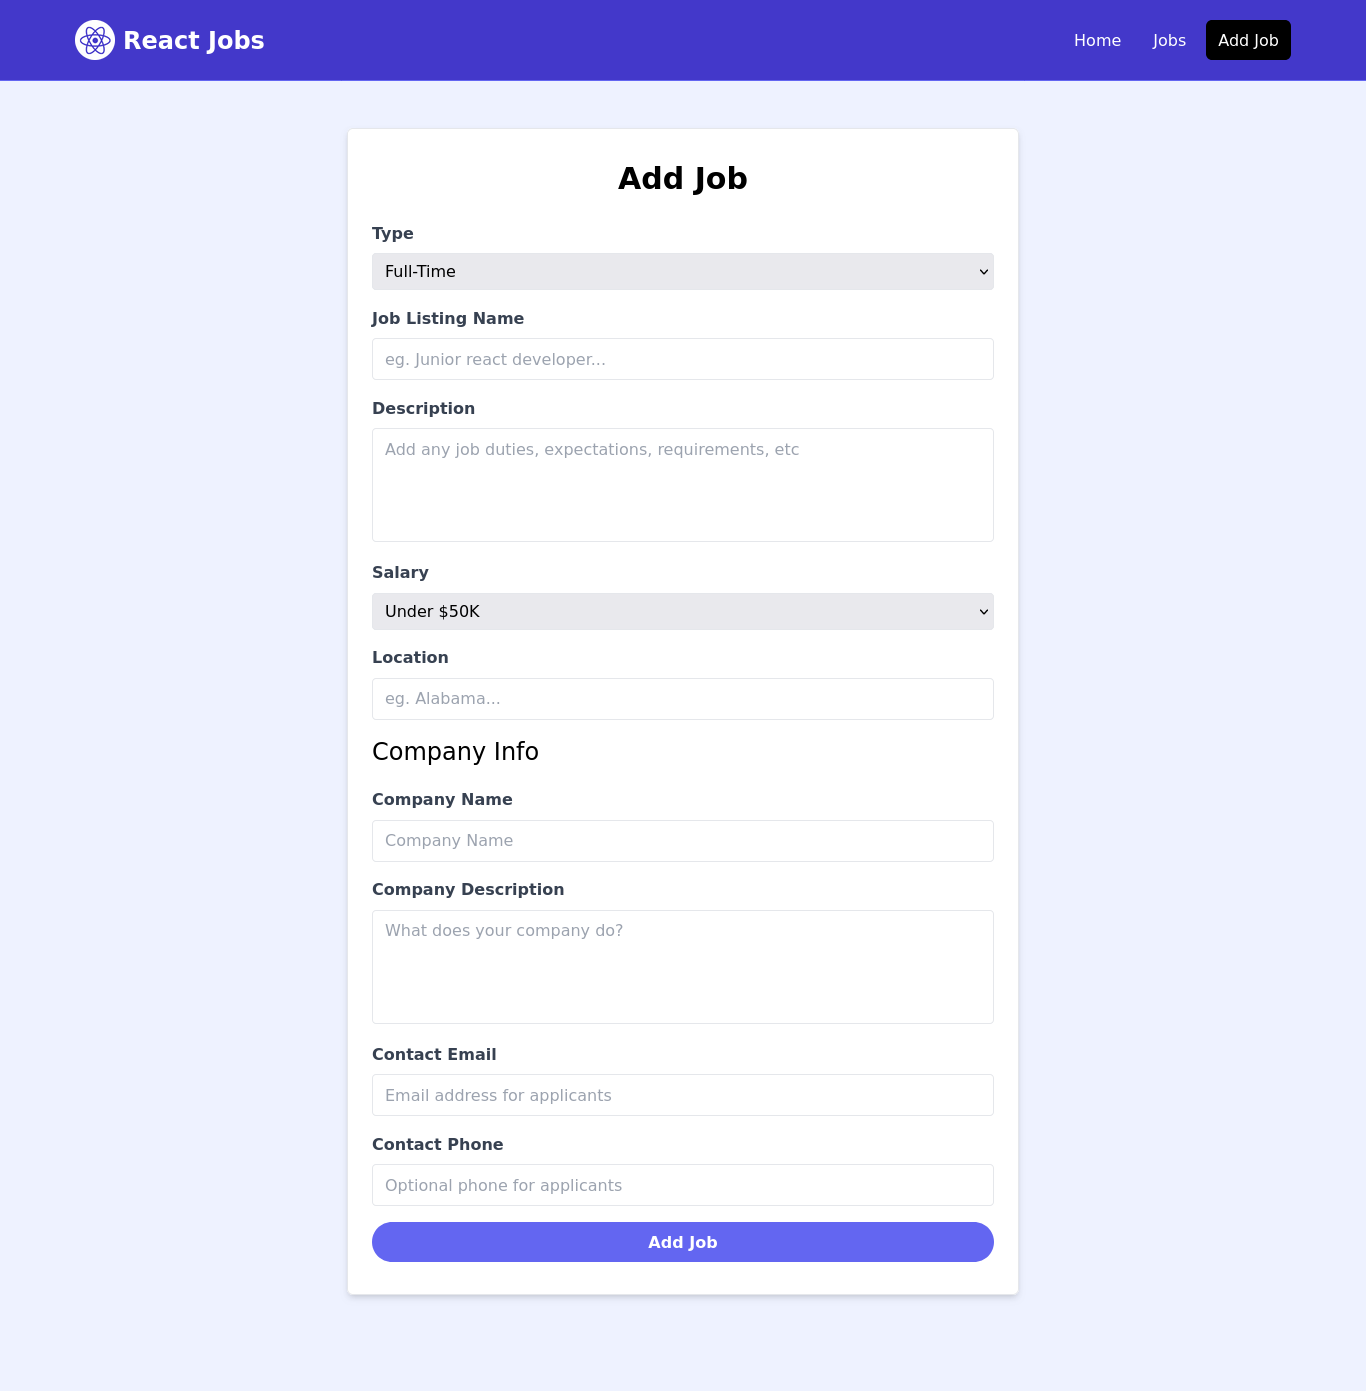 React Jobs
Home Jobs Add Job
Add Job
Type
Full-Time
Job Listing Name
eg. Junior react developer...
Description
Add any job duties, expectations, requirements, etc
Salary
Under $50K
Location
eg. Alabama...
Company Info
Company Name
Company Name
Company Description
What does your company do?
Contact Email
Email address for applicants
Contact Phone
Optional phone for applicants
Add Job